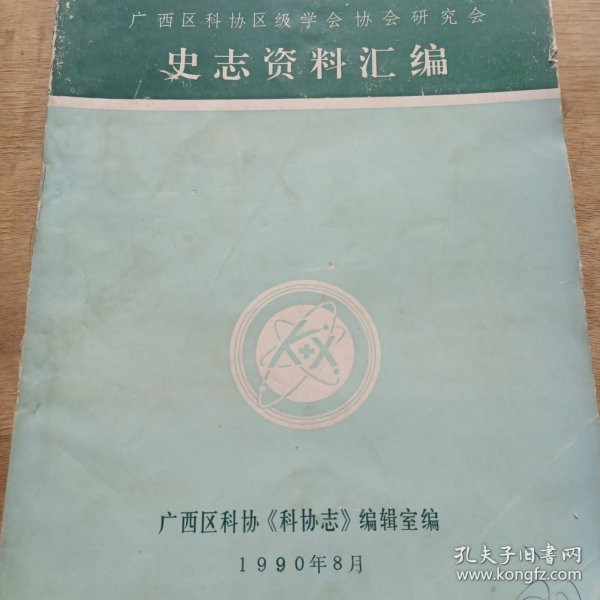 广西区科协区级学会协会研究会
史志资料汇编
K X
广西区科协《科协志》编辑室编
1990年8月
孔夫子旧书网
www.kongfz.com